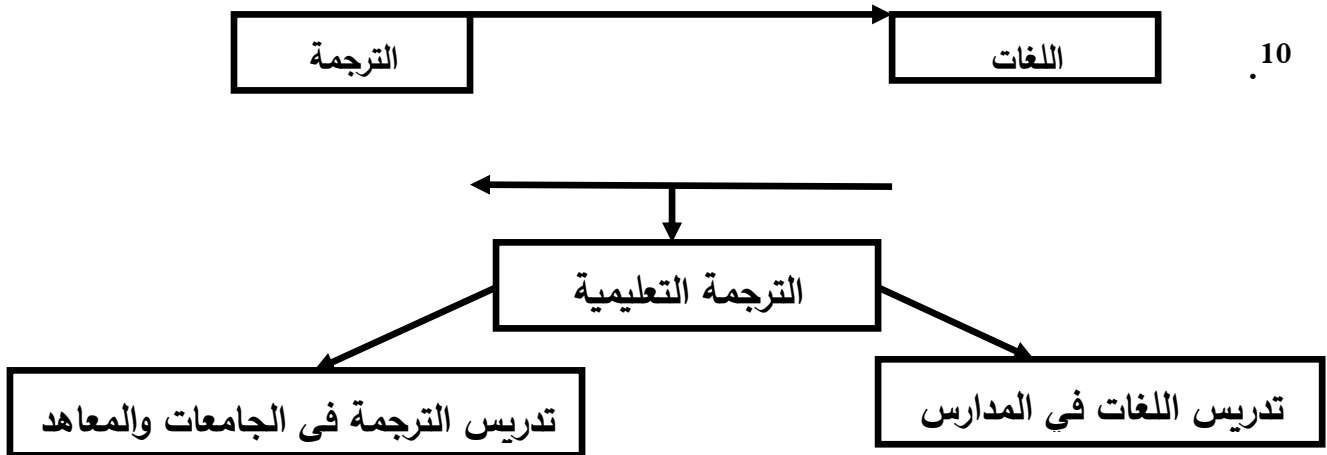 10 اللغات الترجمة
.
الترجمة التعليمية
تدريس اللغات في المدارس
تدريس الترجمة فى الجامعات والمعاهد